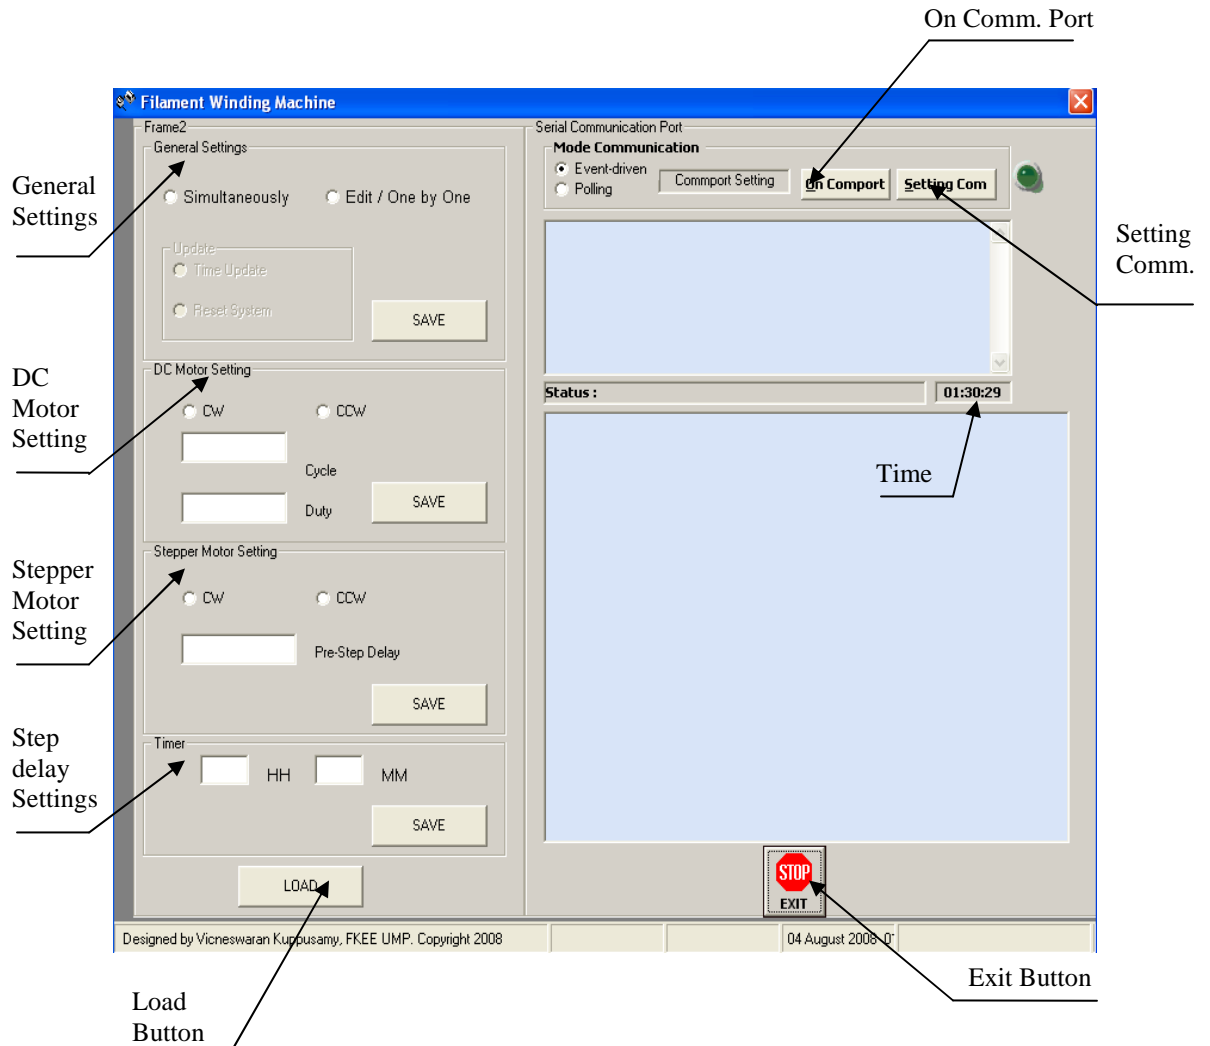 On Comm. Port
Filament Winding Machine
Frame2
General Settings
Simultaneously
Edit / One by One
Update
Time Update
Reset System
SAVE
DC Motor Setting
CW
CCW
Cycle
Duty
SAVE
Stepper Motor Setting
CW
CCW
Pre-Step Delay
SAVE
Timer
HH
MM
SAVE
LOAD
Serial Communication Port
Mode Communication
Event-driven
Polling
Commport Setting
On Comport
Setting Com
Status :
01:30:29
STOP
EXIT
Designed by Vicneswaran Kuppusamy, FKEE UMP. Copyright 2008
04 August 2008
General
Settings
DC
Motor
Setting
Stepper
Motor
Setting
Step
delay
Settings
Load
Button
Setting
Comm.
Time
Exit Button